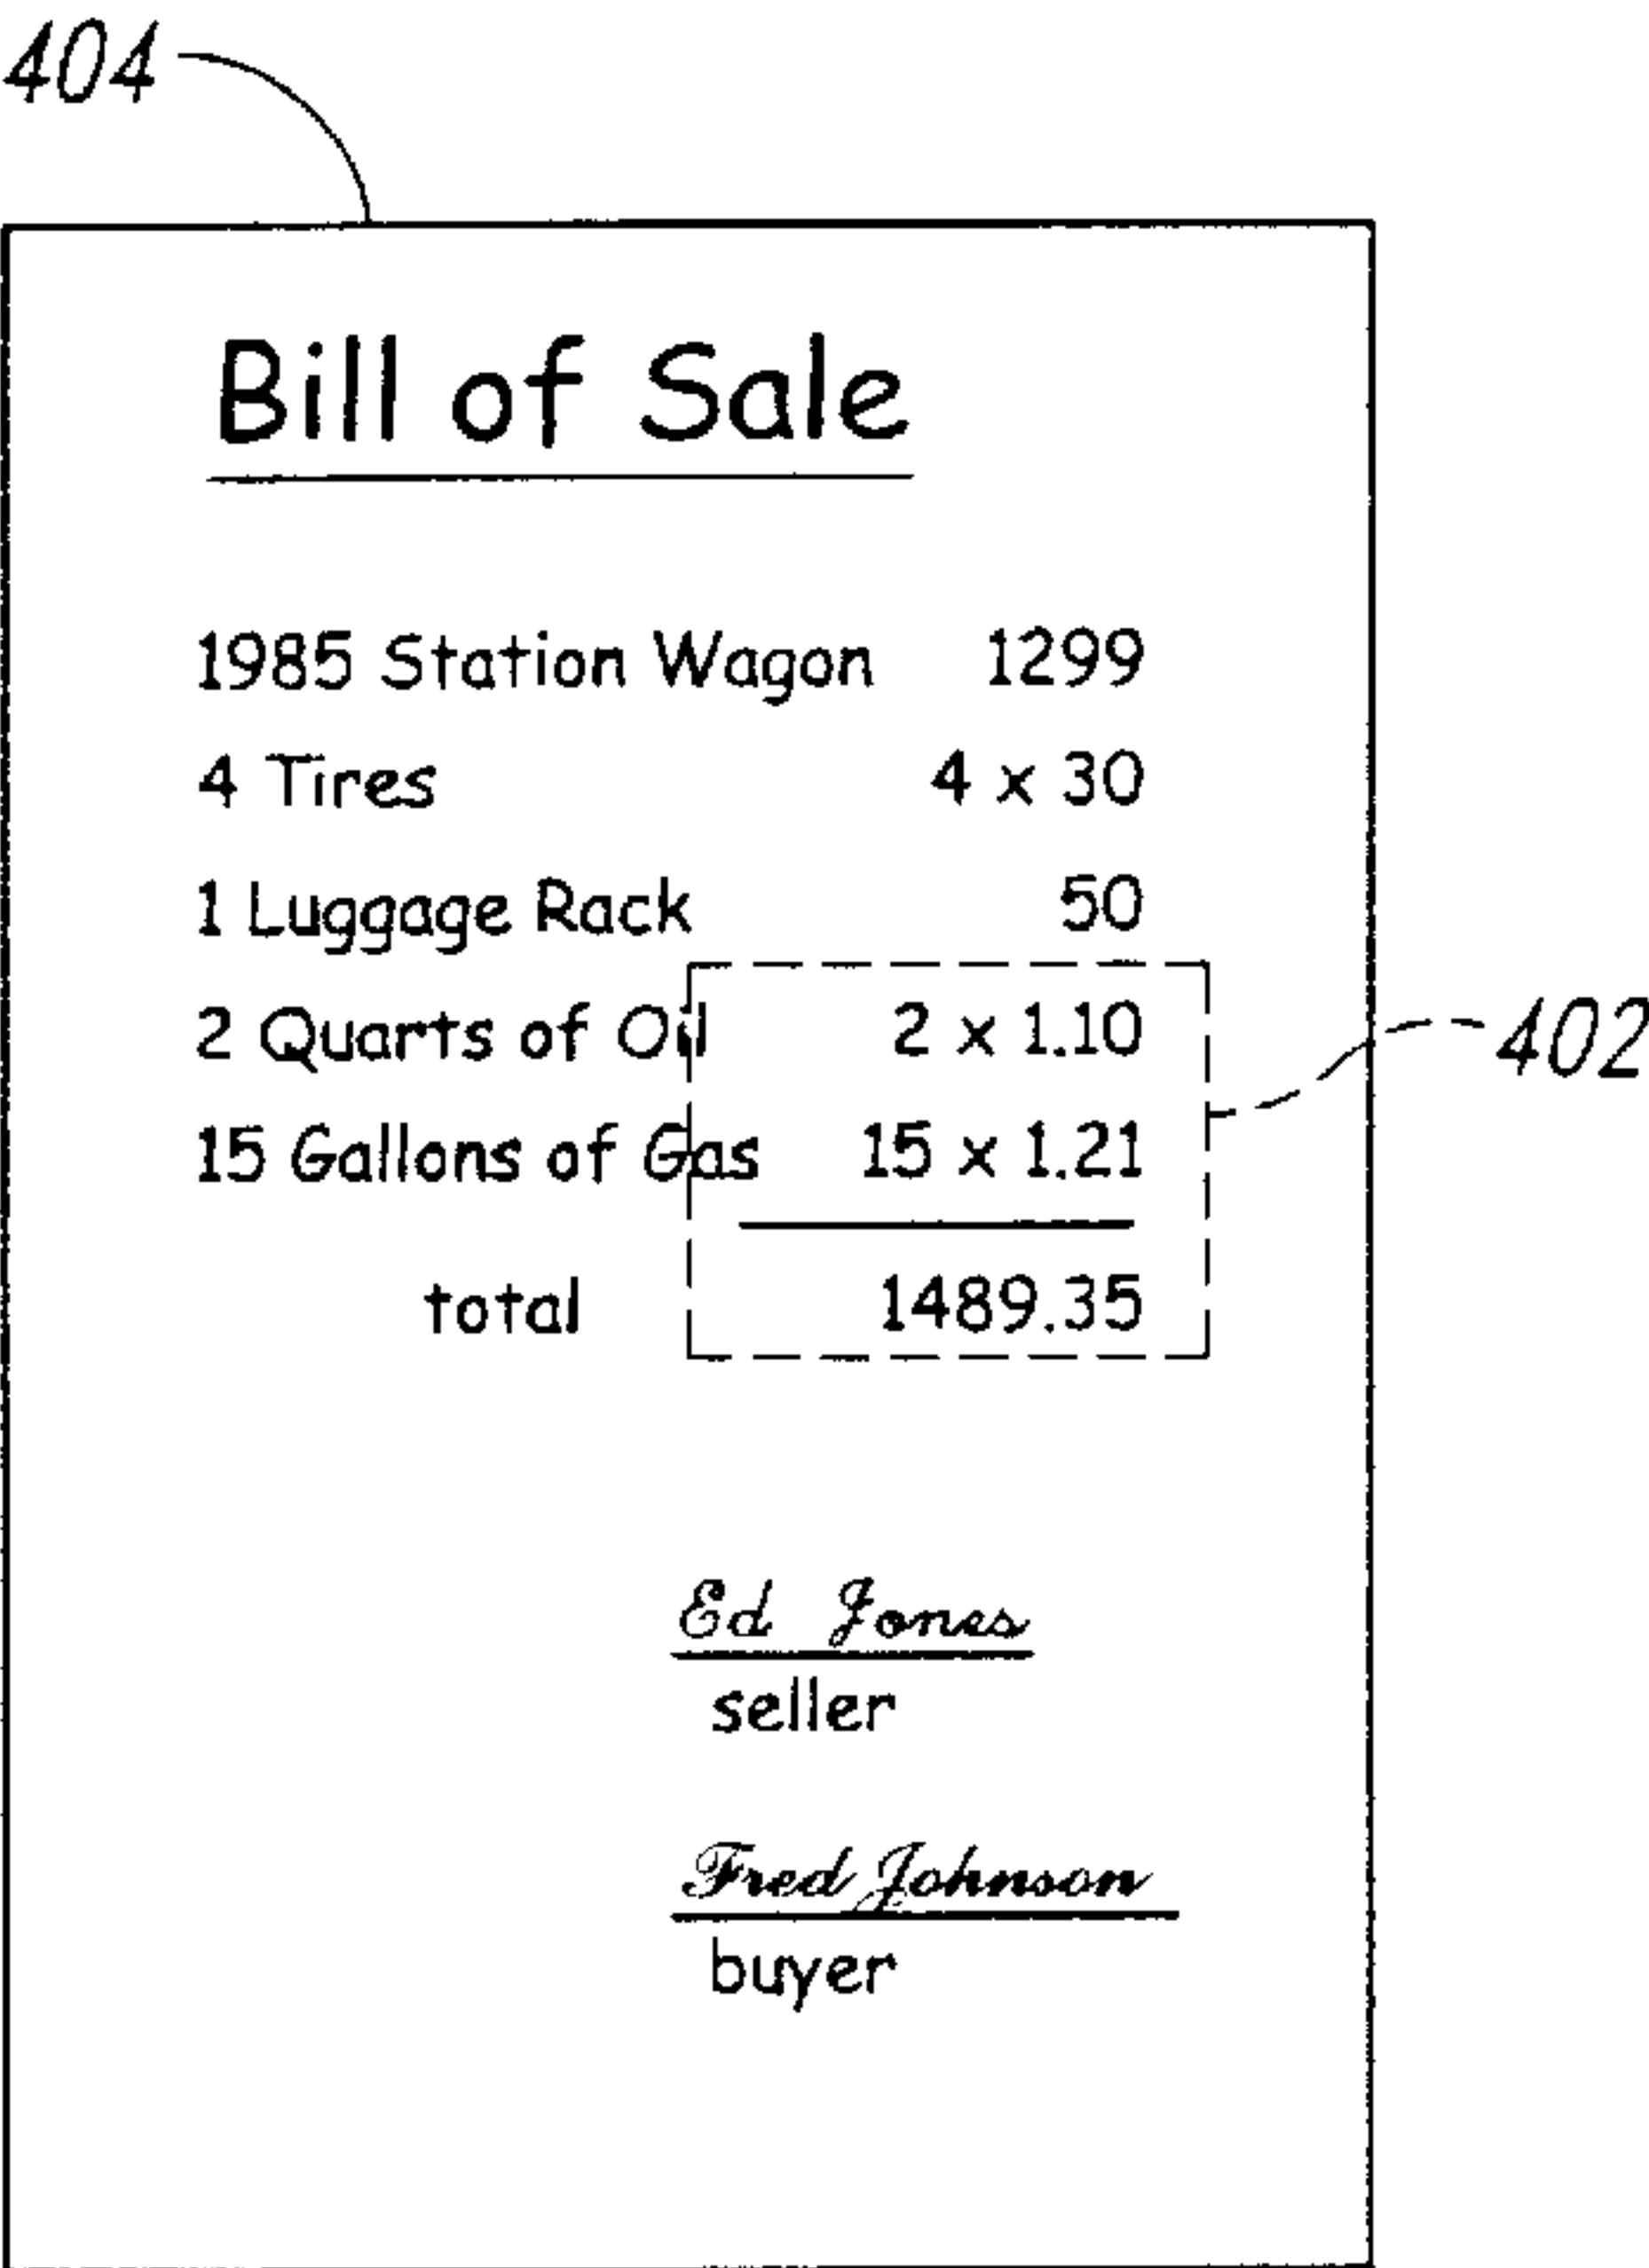 404
Bill of Sale
1985 Station Wagon 1299
4 Tires 4 x 30
1 Luggage Rack 50
2 Quarts of Oil 2 x 1.10
15 Gallons of Gas 15 x 1.21
total 1489.35
402
Ed Jones
seller
Fred Johnson
buyer